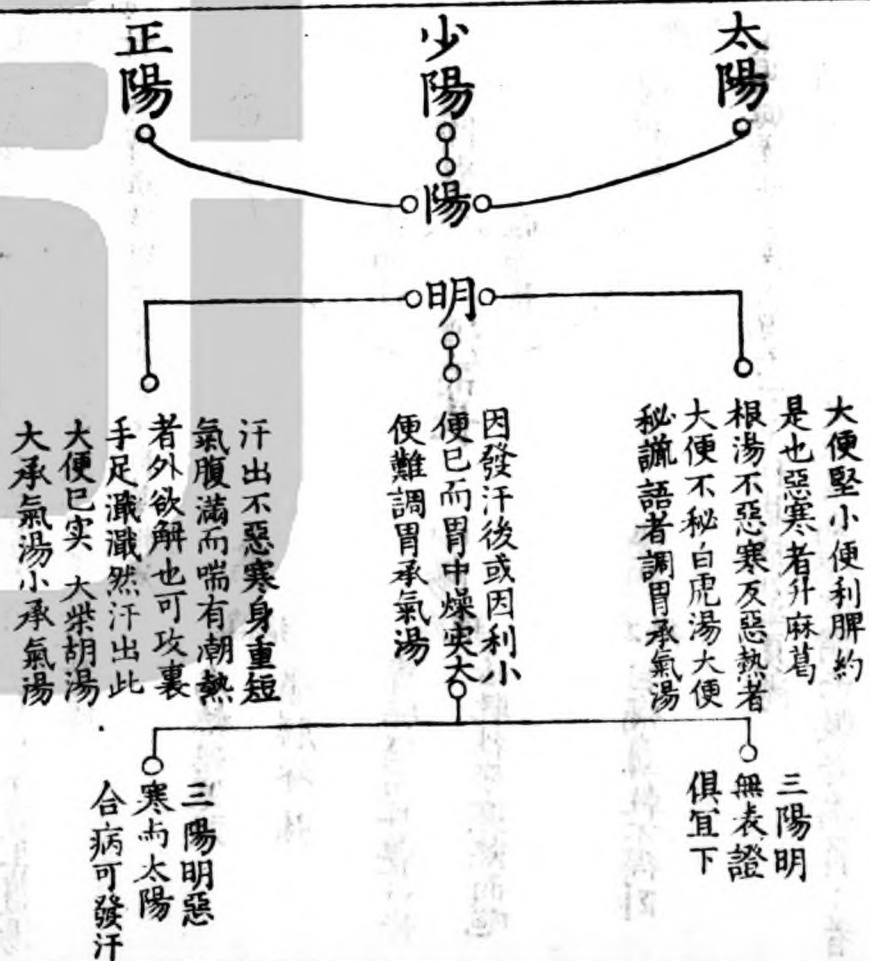 太陽
少陽
正陽
陽
明
大便堅小便利脾約
是也惡寒者升麻葛
根湯不惡寒反惡熱者
大便不秘白虎湯大便
秘譫語者調胃承氣湯
因發汗後或因利小
便已而胃中燥实大
便難調胃承氣湯
汗出不惡寒身重短
氣腹滿而喘有潮熱
者外欲解也可攻裏
手足濈濈然汗出此
大便已实 大柴胡湯
大承氣湯小承氣湯
三陽明
無表證
俱宜下
三陽明惡
寒而太陽
合病可發汗